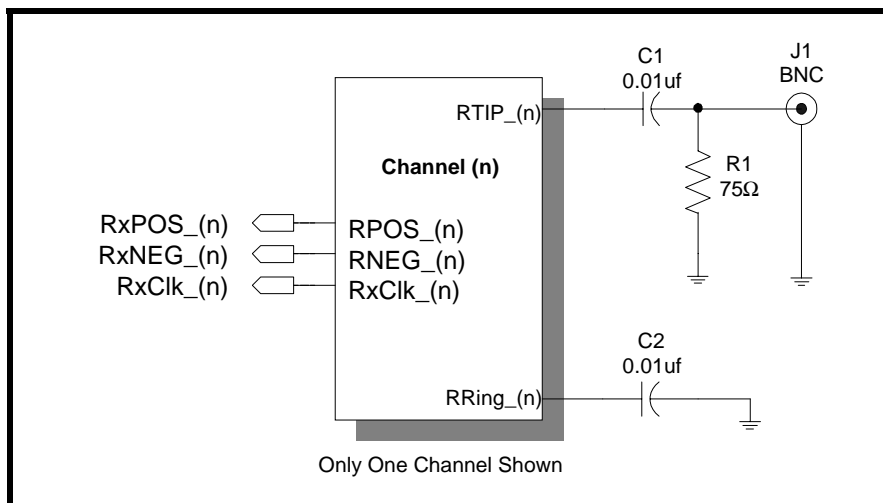 C1
0.01uf
J1
BNC
RTIP_(n)
Channel (n)
R1
75Ω
RxPOS_(n)
RPOS_(n)
RxNEG_(n)
RNEG_(n)
RxClk_(n)
RxClk_(n)
C2
0.01uf
RRing_(n)
Only One Channel Shown